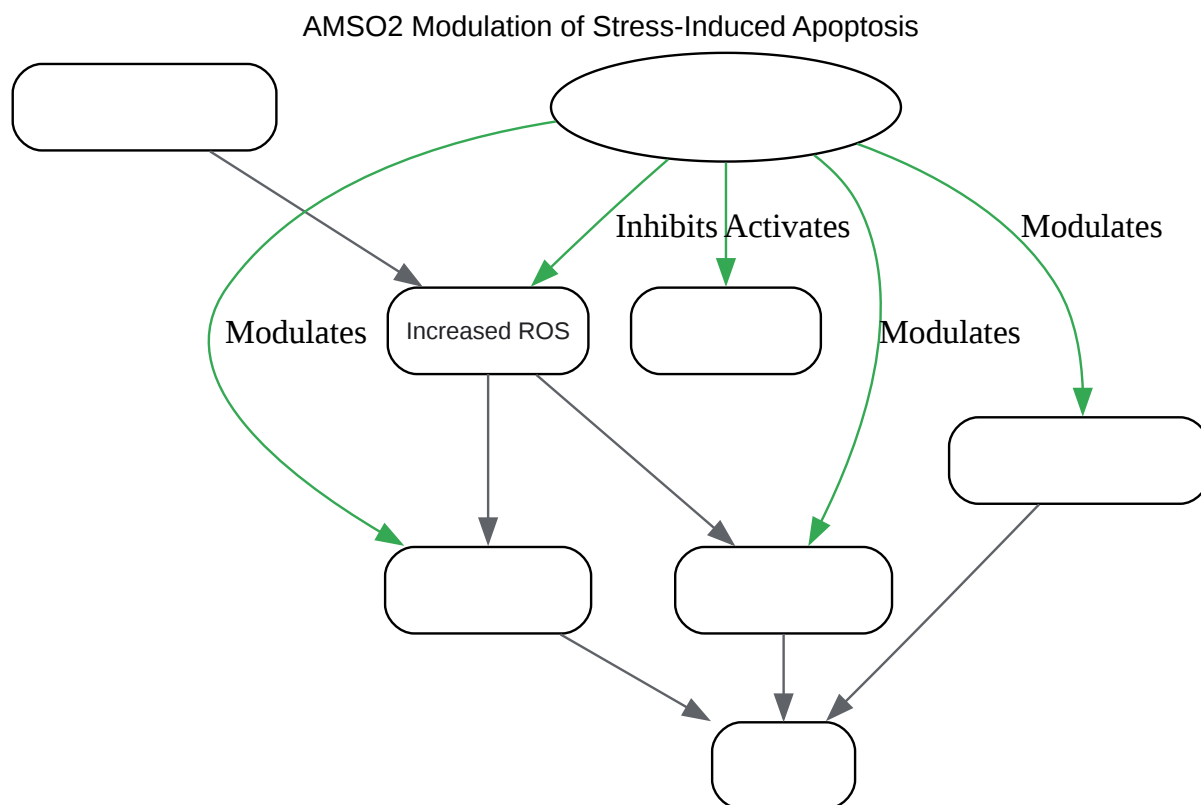 AMSO2 Modulation of Stress-Induced Apoptosis
Inhibits
Activates
Modulates
Modulates
Increased ROS
Modulates